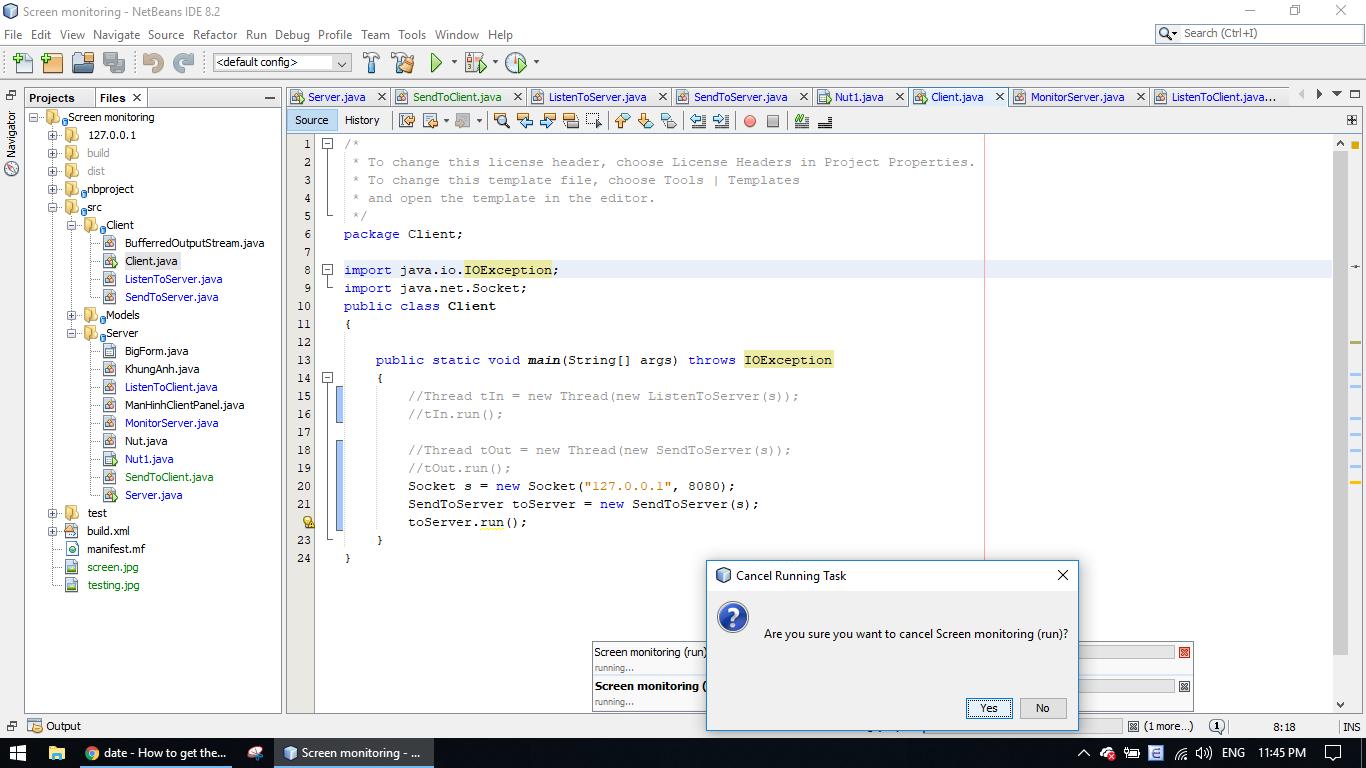 Screen monitoring - NetBeans IDE 8.2
File Edit View Navigate Source Refactor Run Debug Profile Team Tools Window Help
Search (Ctrl+I)
<default config>
Projects Files
Navigator
Screen monitoring
127.0.0.1
build
dist
nbproject
src
Client
BufferredOutputStream.java
Client.java
ListenToServer.java
SendToServer.java
Models
Server
BigForm.java
KhungAnh.java
ListenToClient.java
ManHinhClientPanel.java
MonitorServer.java
Nut.java
Nut1.java
SendToClient.java
Server.java
test
build.xml
manifest.mf
screen.jpg
testing.jpg
Server.java SendToClient.java ListenToServer.java SendToServer.java Nut1.java Client.java MonitorServer.java ListenToClient.java...
Source History
1 /*
2 * To change this license header, choose License Headers in Project Properties.
3 * To change this template file, choose Tools | Templates
4 * and open the template in the editor.
5 */
6 package Client;
7
8 import java.io.IOException;
9 import java.net.Socket;
10 public class Client
11 {
12
13 public static void main(String[] args) throws IOException
14 {
15 //Thread tIn = new Thread(new ListenToServer(s));
16 //tIn.run();
17
18 //Thread tOut = new Thread(new SendToServer(s));
19 //tOut.run();
20 Socket s = new Socket("127.0.0.1", 8080);
21 SendToServer toServer = new SendToServer(s);
toServer.run();
23 }
24 }
Cancel Running Task
Are you sure you want to cancel Screen monitoring (run)?
Yes No
Screen monitoring (run)
running...
Screen monitoring (
running...
Output
(1 more...) 1 8:18 INS
date - How to get the... Screen monitoring - ... ENG 11:45 PM